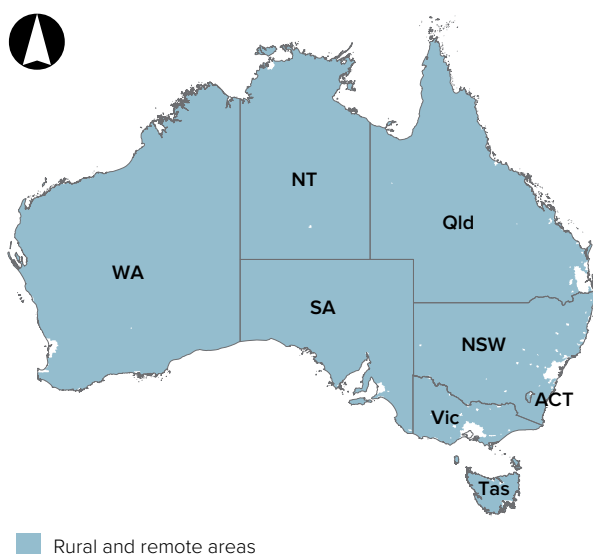 NT
Qld
WA
SA
NSW
ACT
Vic
Tas
Rural and remote areas